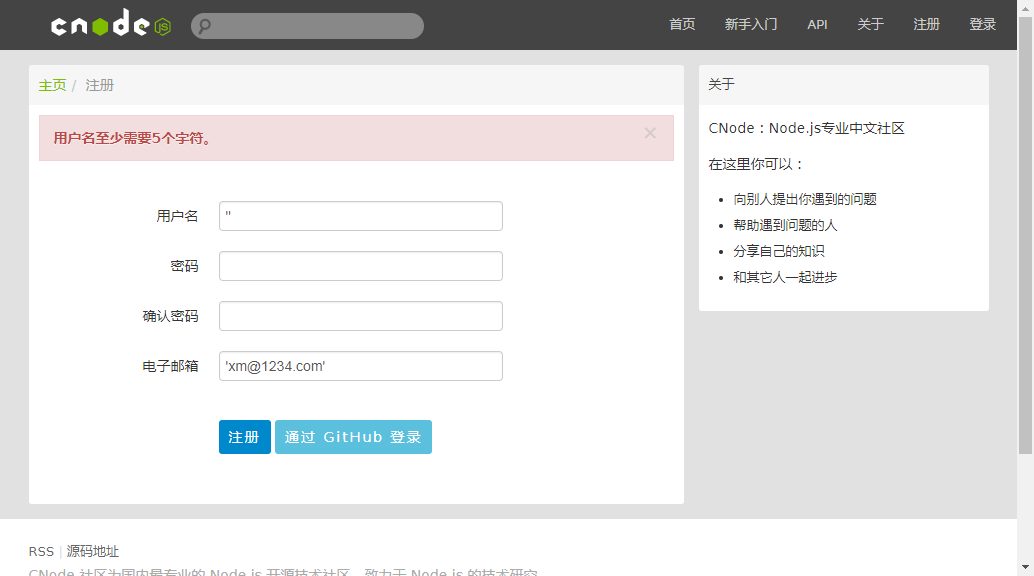 cnode JS
首页 新手入门 API 关于 注册 登录
主页 / 注册
用户名至少需要5个字符。 ×
用户名 ''
密码
确认密码
电子邮箱 'xm@1234.com'
注册 通过 GitHub 登录
关于
CNode：Node.js专业中文社区
在这里你可以：
• 向别人提出你遇到的问题
• 帮助遇到问题的人
• 分享自己的知识
• 和其它人一起进步
RSS | 源码地址
CNode 社区为国内最专业的 Node.js 开源技术社区，致力于 Node.js 的技术研究。